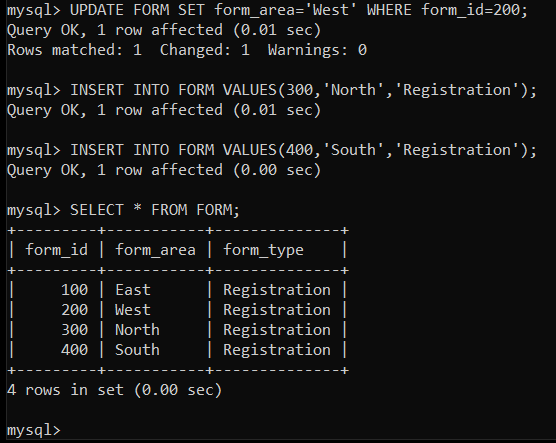 mysql> UPDATE FORM SET form_area='West' WHERE form_id=200;
Query OK, 1 row affected (0.01 sec)
Rows matched: 1  Changed: 1  Warnings: 0

mysql> INSERT INTO FORM VALUES(300,'North','Registration');
Query OK, 1 row affected (0.01 sec)

mysql> INSERT INTO FORM VALUES(400,'South','Registration');
Query OK, 1 row affected (0.00 sec)

mysql> SELECT * FROM FORM;
+---------+-----------+--------------+
| form_id | form_area | form_type    |
+---------+-----------+--------------+
|     100 | East      | Registration |
|     200 | West      | Registration |
|     300 | North     | Registration |
|     400 | South     | Registration |
+---------+-----------+--------------+
4 rows in set (0.00 sec)

mysql>